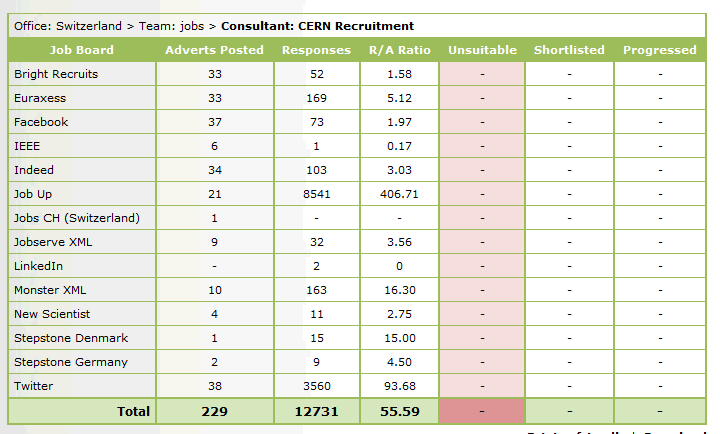 Office: Switzerland > Team: jobs > Consultant: CERN Recruitment
Job Board Adverts Posted Responses R/A Ratio Unsuitable Shortlisted Progressed
Bright Recruits 33 52 1.58 - - -
Euraxess 33 169 5.12 - - -
Facebook 37 73 1.97 - - -
IEEE 6 1 0.17 - - -
Indeed 34 103 3.03 - - -
Job Up 21 8541 406.71 - - -
Jobs CH (Switzerland) 1 - - - - -
Jobserve XML 9 32 3.56 - - -
LinkedIn - 2 0 - - -
Monster XML 10 163 16.30 - - -
New Scientist 4 11 2.75 - - -
Stepstone Denmark 1 15 15.00 - - -
Stepstone Germany 2 9 4.50 - - -
Twitter 38 3560 93.68 - - -
Total 229 12731 55.59 - - -